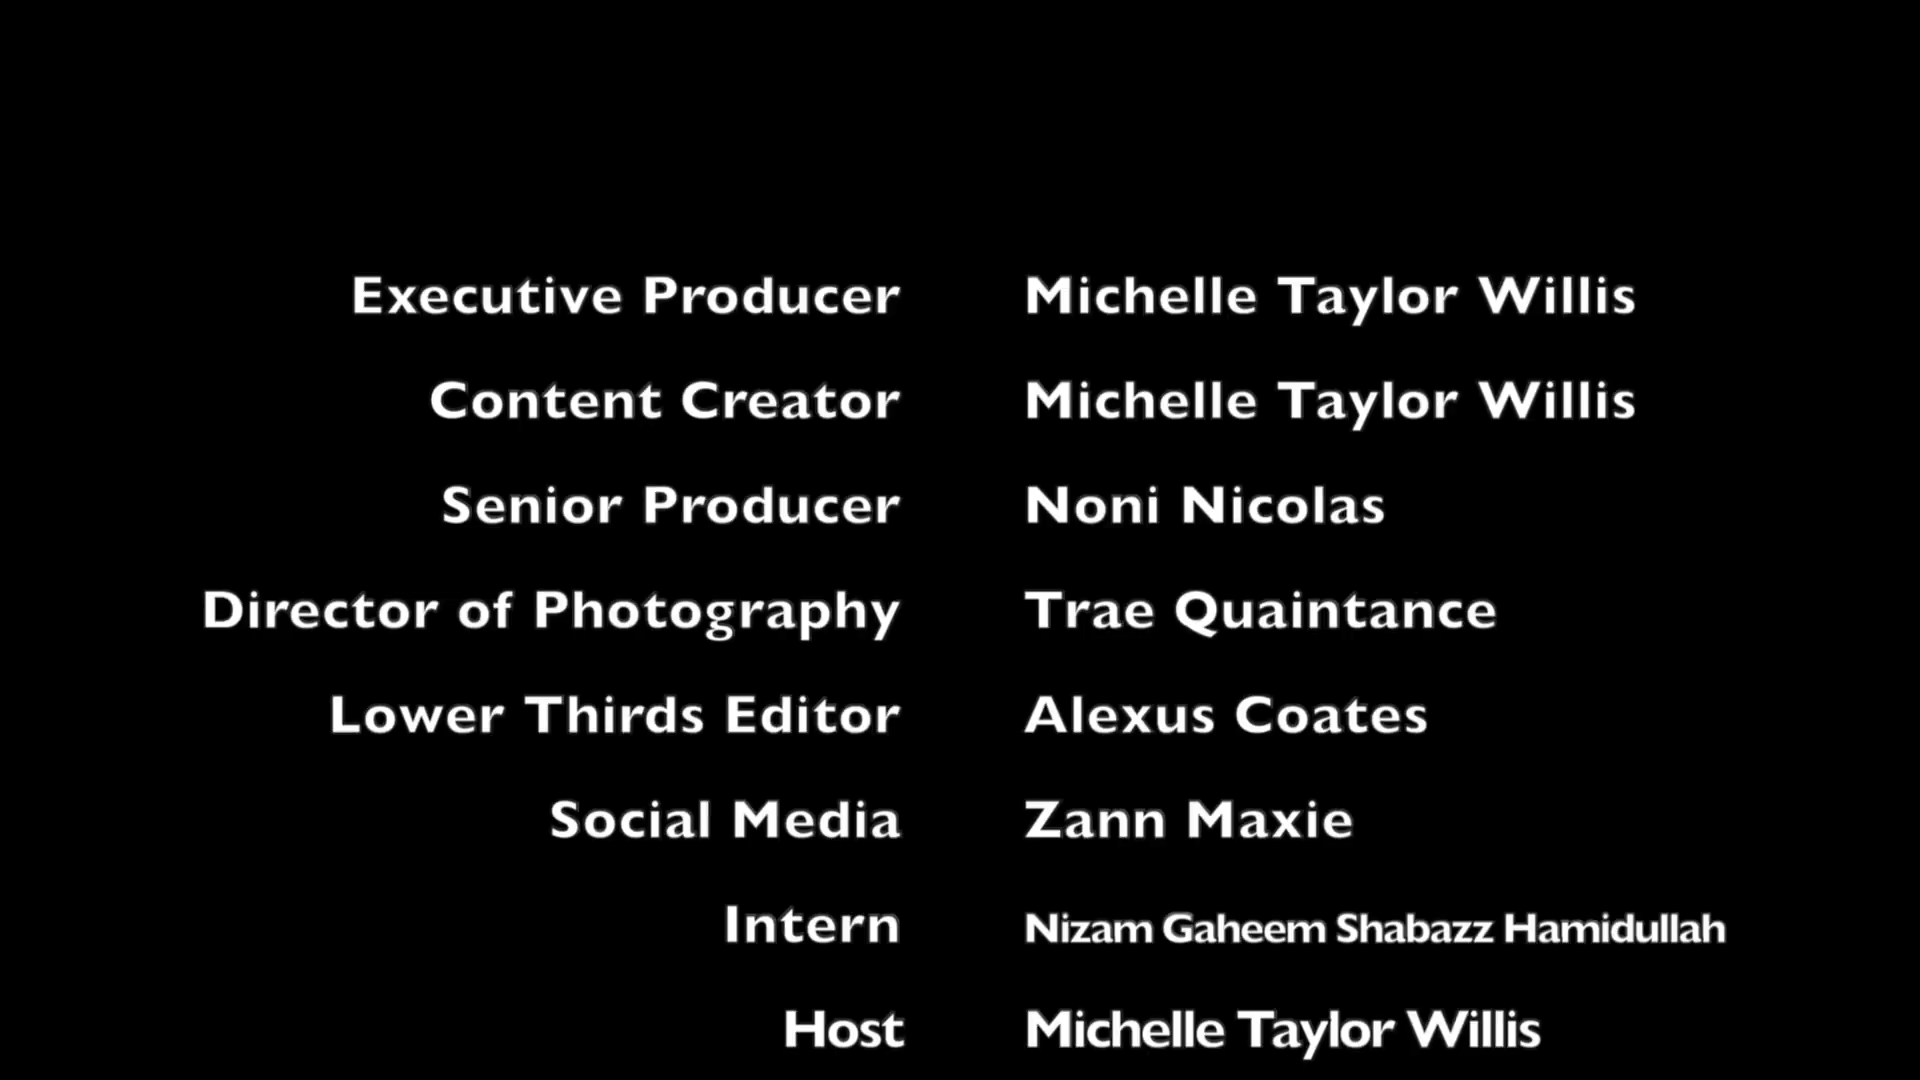 Executive Producer Michelle Taylor Willis
Content Creator Michelle Taylor Willis
Senior Producer Noni Nicolas
Director of Photography Trae Quaintance
Lower Thirds Editor Alexus Coates
Social Media Zann Maxie
Intern Nizam Gaheem Shabazz Hamidullah
Host Michelle Taylor Willis